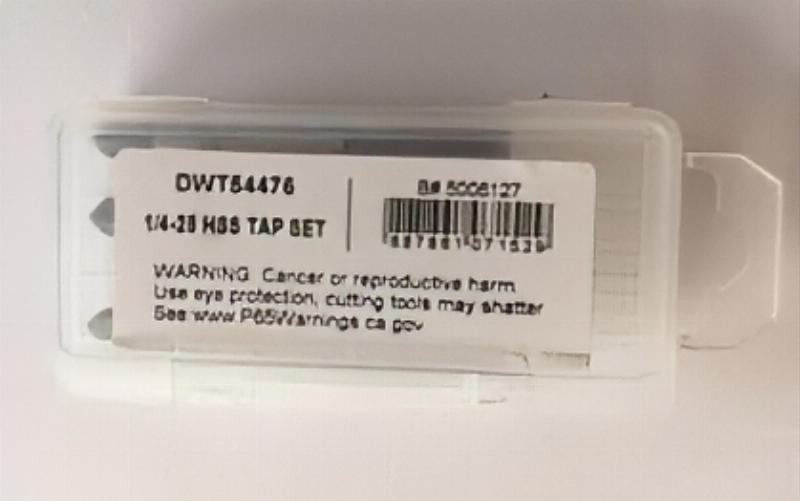 DWT54476
1/4-28 HSS TAP SET
WARNING Cancer or reproductive harm
Use eye protection, cutting tools may shatter
See www.P65Warnings.ca.gov